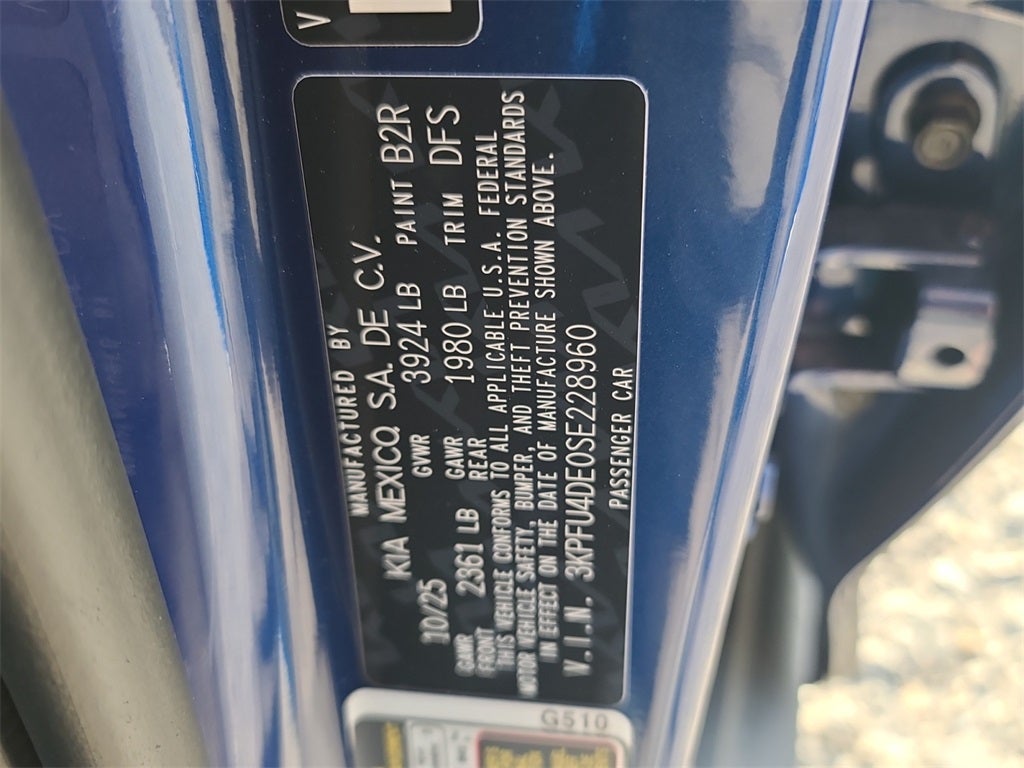 V
MANUFACTURED BY
KIA MEXICO. S.A. DE C.V.
10/25 GVWR 3924 LB PAINT B2R
GAWR FRONT 2361 LB GAWR REAR 1980 LB TRIM DFS
THIS VEHICLE CONFORMS TO ALL APPLICABLE U.S.A. FEDERAL
MOTOR VEHICLE SAFETY, BUMPER, AND THEFT PREVENTION STANDARDS
IN EFFECT ON THE DATE OF MANUFACTURE SHOWN ABOVE.
V.I.N. 3KPFU4DE0SE228960
PASSENGER CAR
G510